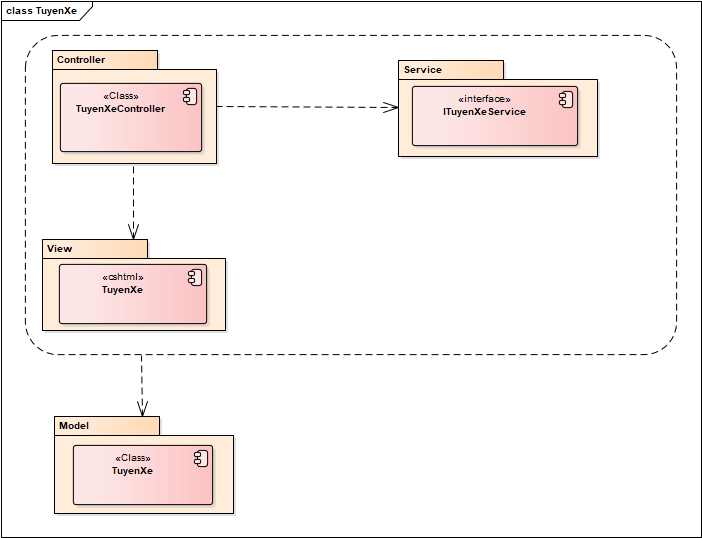 class TuyenXe
Controller
«Class»
TuyenXeController
Service
«interface»
ITuyenXeService
View
«cshtml»
TuyenXe
Model
«Class»
TuyenXe